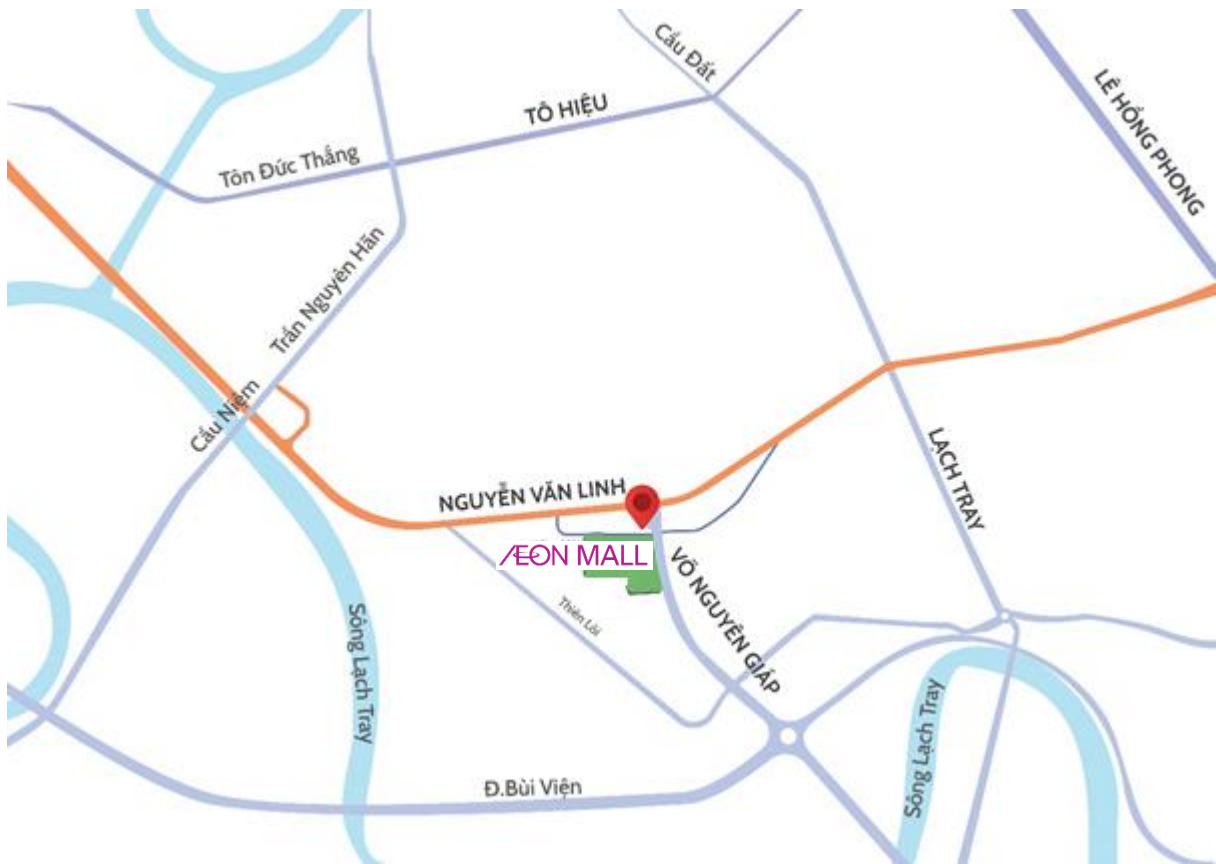 Cầu Đất
LÊ HỒNG PHONG
TÔ HIỆU
Tôn Đức Thắng
Trần Nguyên Hãn
Cầu Niệm
NGUYỄN VĂN LINH
LẠCH TRAY
ÆON MALL
VÕ NGUYÊN GIÁP
Thiên Lôi
Sông Lạch Tray
Sông Lạch Tray
Đ.Bùi Viện